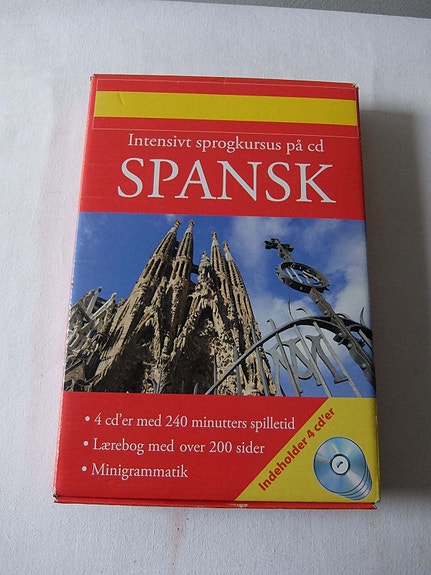 Intensivt sprogkursus på cd
SPANSK
• 4 cd'er med 240 minutters spilletid
• Lærebog med over 200 sider
• Minigrammatik
Indeholder 4 cd'er